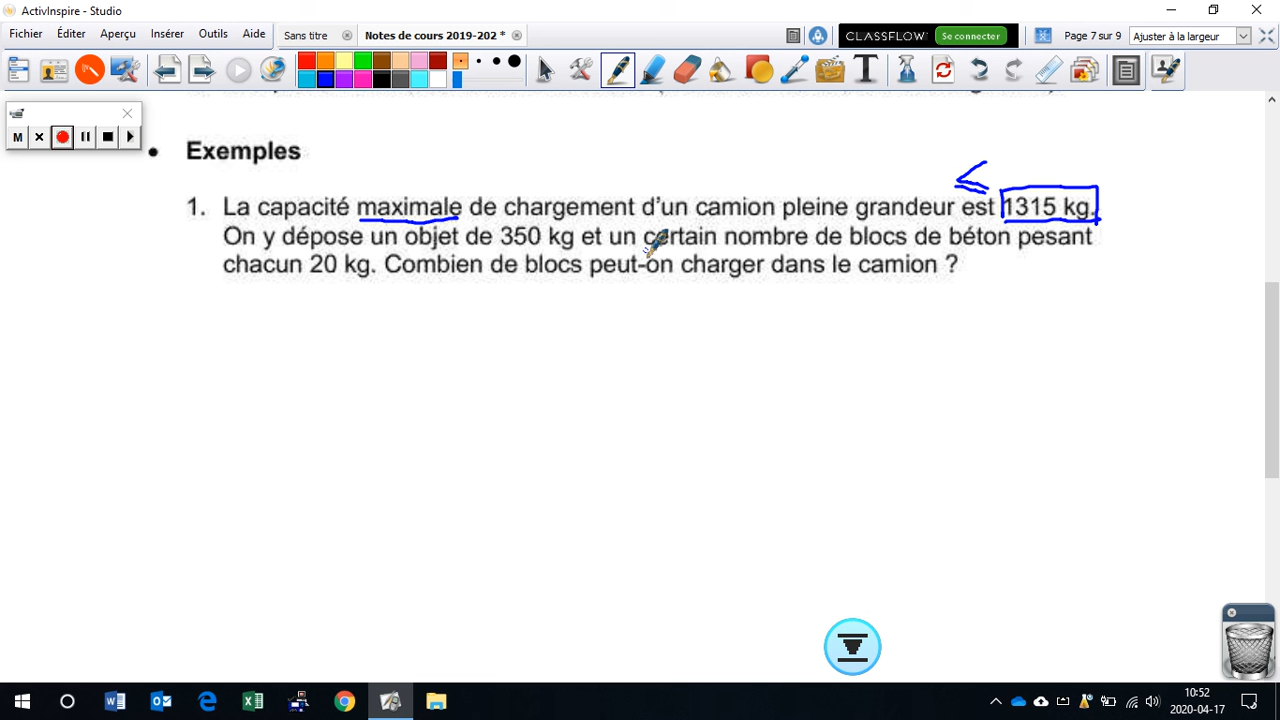 ActivInspire - Studio
Fichier Éditer Aperçu Insérer Outils Aide
Sans titre
Notes de cours 2019-202 *
CLASSFLOW Se connecter
Page 7 sur 9
Ajuster à la largeur
M
• Exemples
≤
1. La capacité maximale de chargement d'un camion pleine grandeur est 1315 kg.
On y dépose un objet de 350 kg et un certain nombre de blocs de béton pesant
chacun 20 kg. Combien de blocs peut-on charger dans le camion ?
10:52
2020-04-17